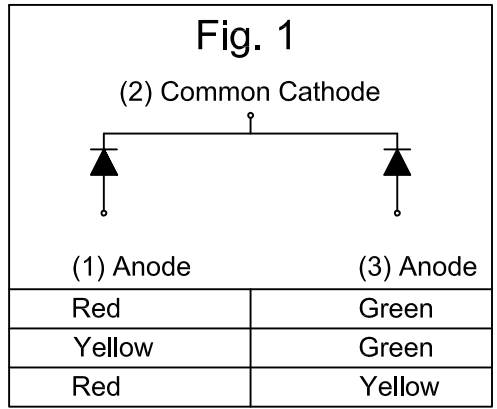 Fig. 1
(2) Common Cathode
(1) Anode (3) Anode
Red Green
Yellow Green
Red Yellow